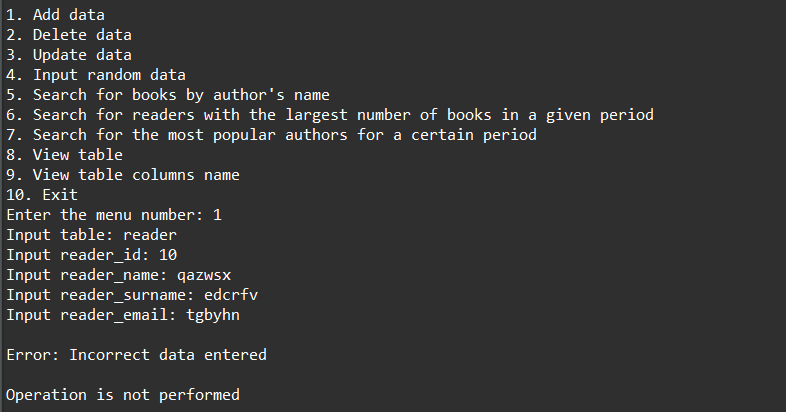 1. Add data
2. Delete data
3. Update data
4. Input random data
5. Search for books by author's name
6. Search for readers with the largest number of books in a given period
7. Search for the most popular authors for a certain period
8. View table
9. View table columns name
10. Exit
Enter the menu number: 1
Input table: reader
Input reader_id: 10
Input reader_name: qazwsx
Input reader_surname: edcrfv
Input reader_email: tgbyhn
Error: Incorrect data entered
Operation is not performed